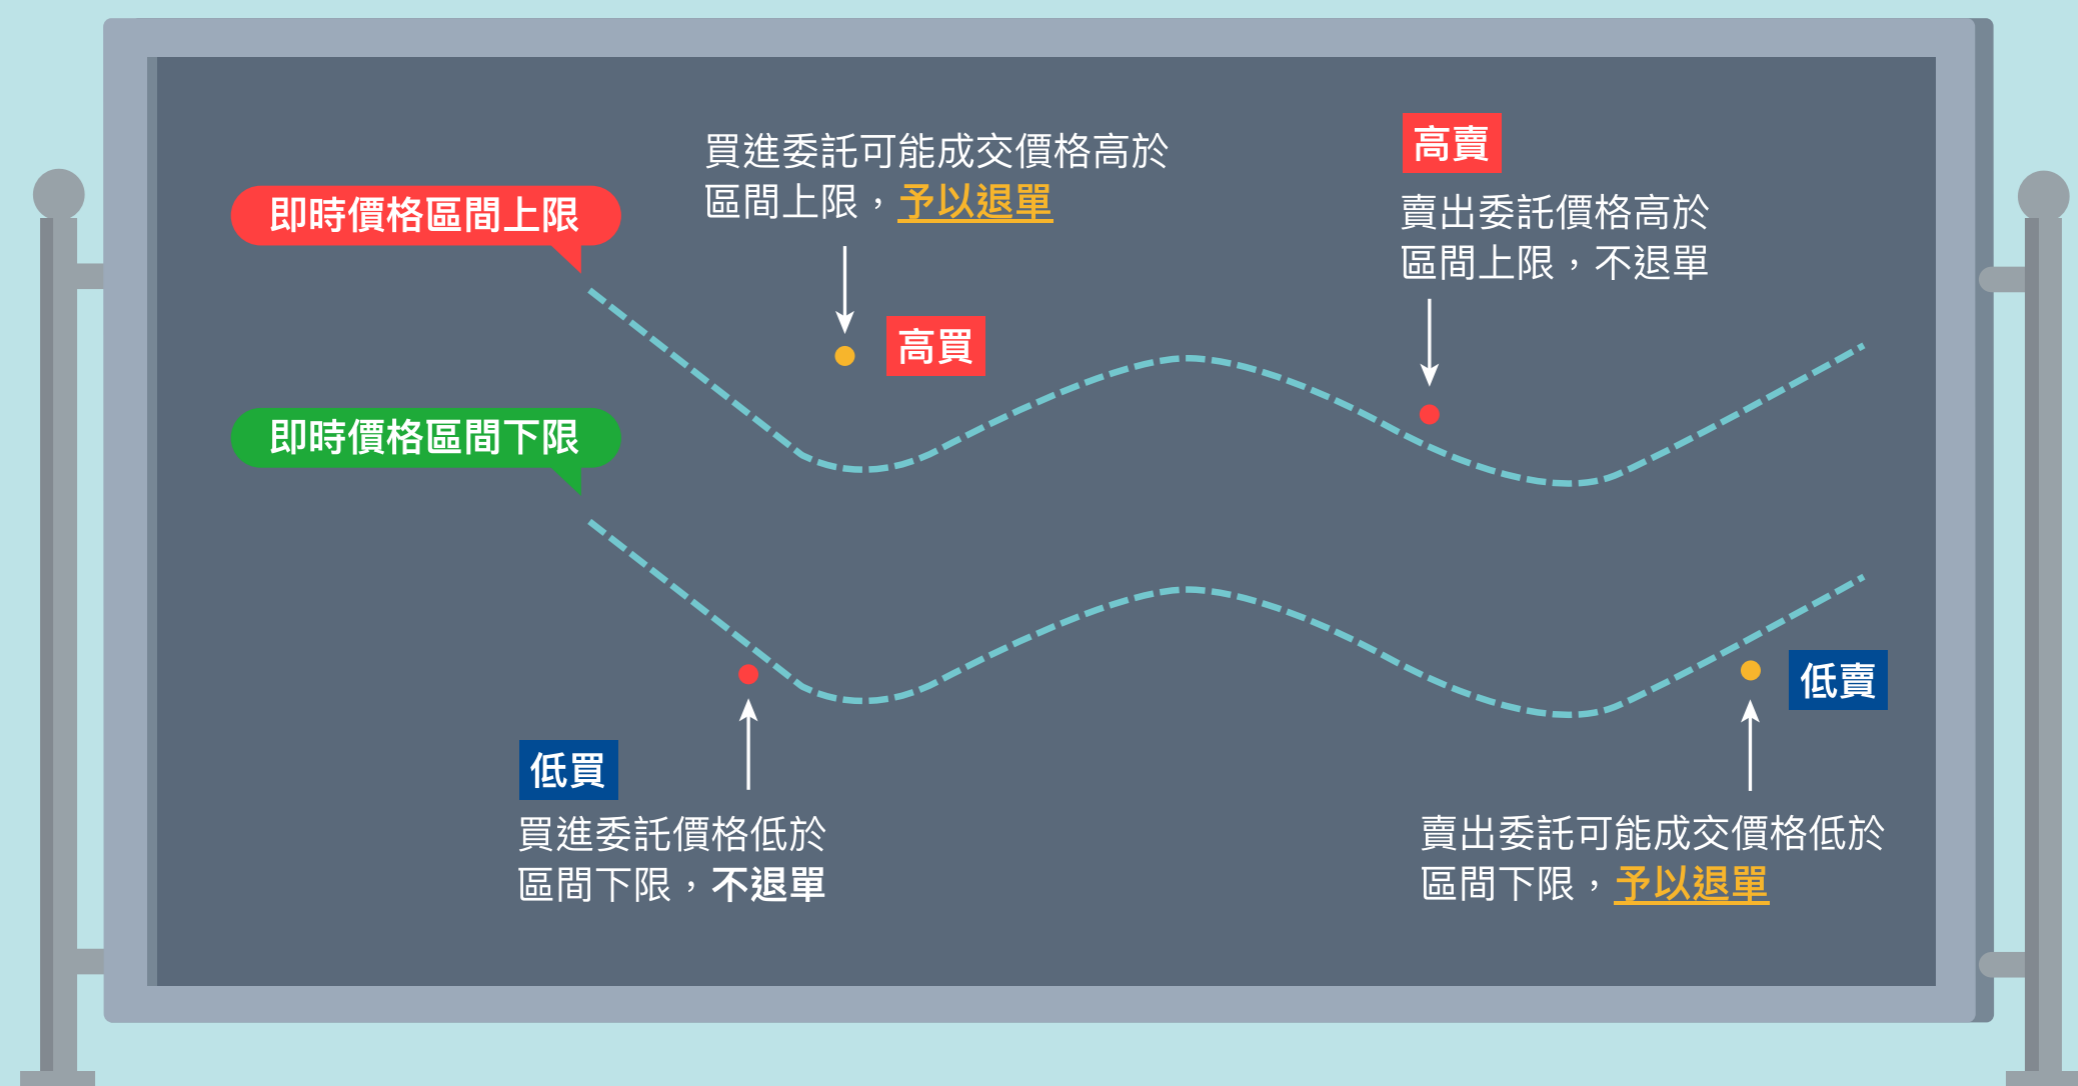 即時價格區間上限
買進委託可能成交價格高於
區間上限，予以退單
高買
高賣
賣出委託價格高於
區間上限，不退單
即時價格區間下限
低買
買進委託價格低於
區間下限，不退單
低賣
賣出委託可能成交價格低於
區間下限，予以退單